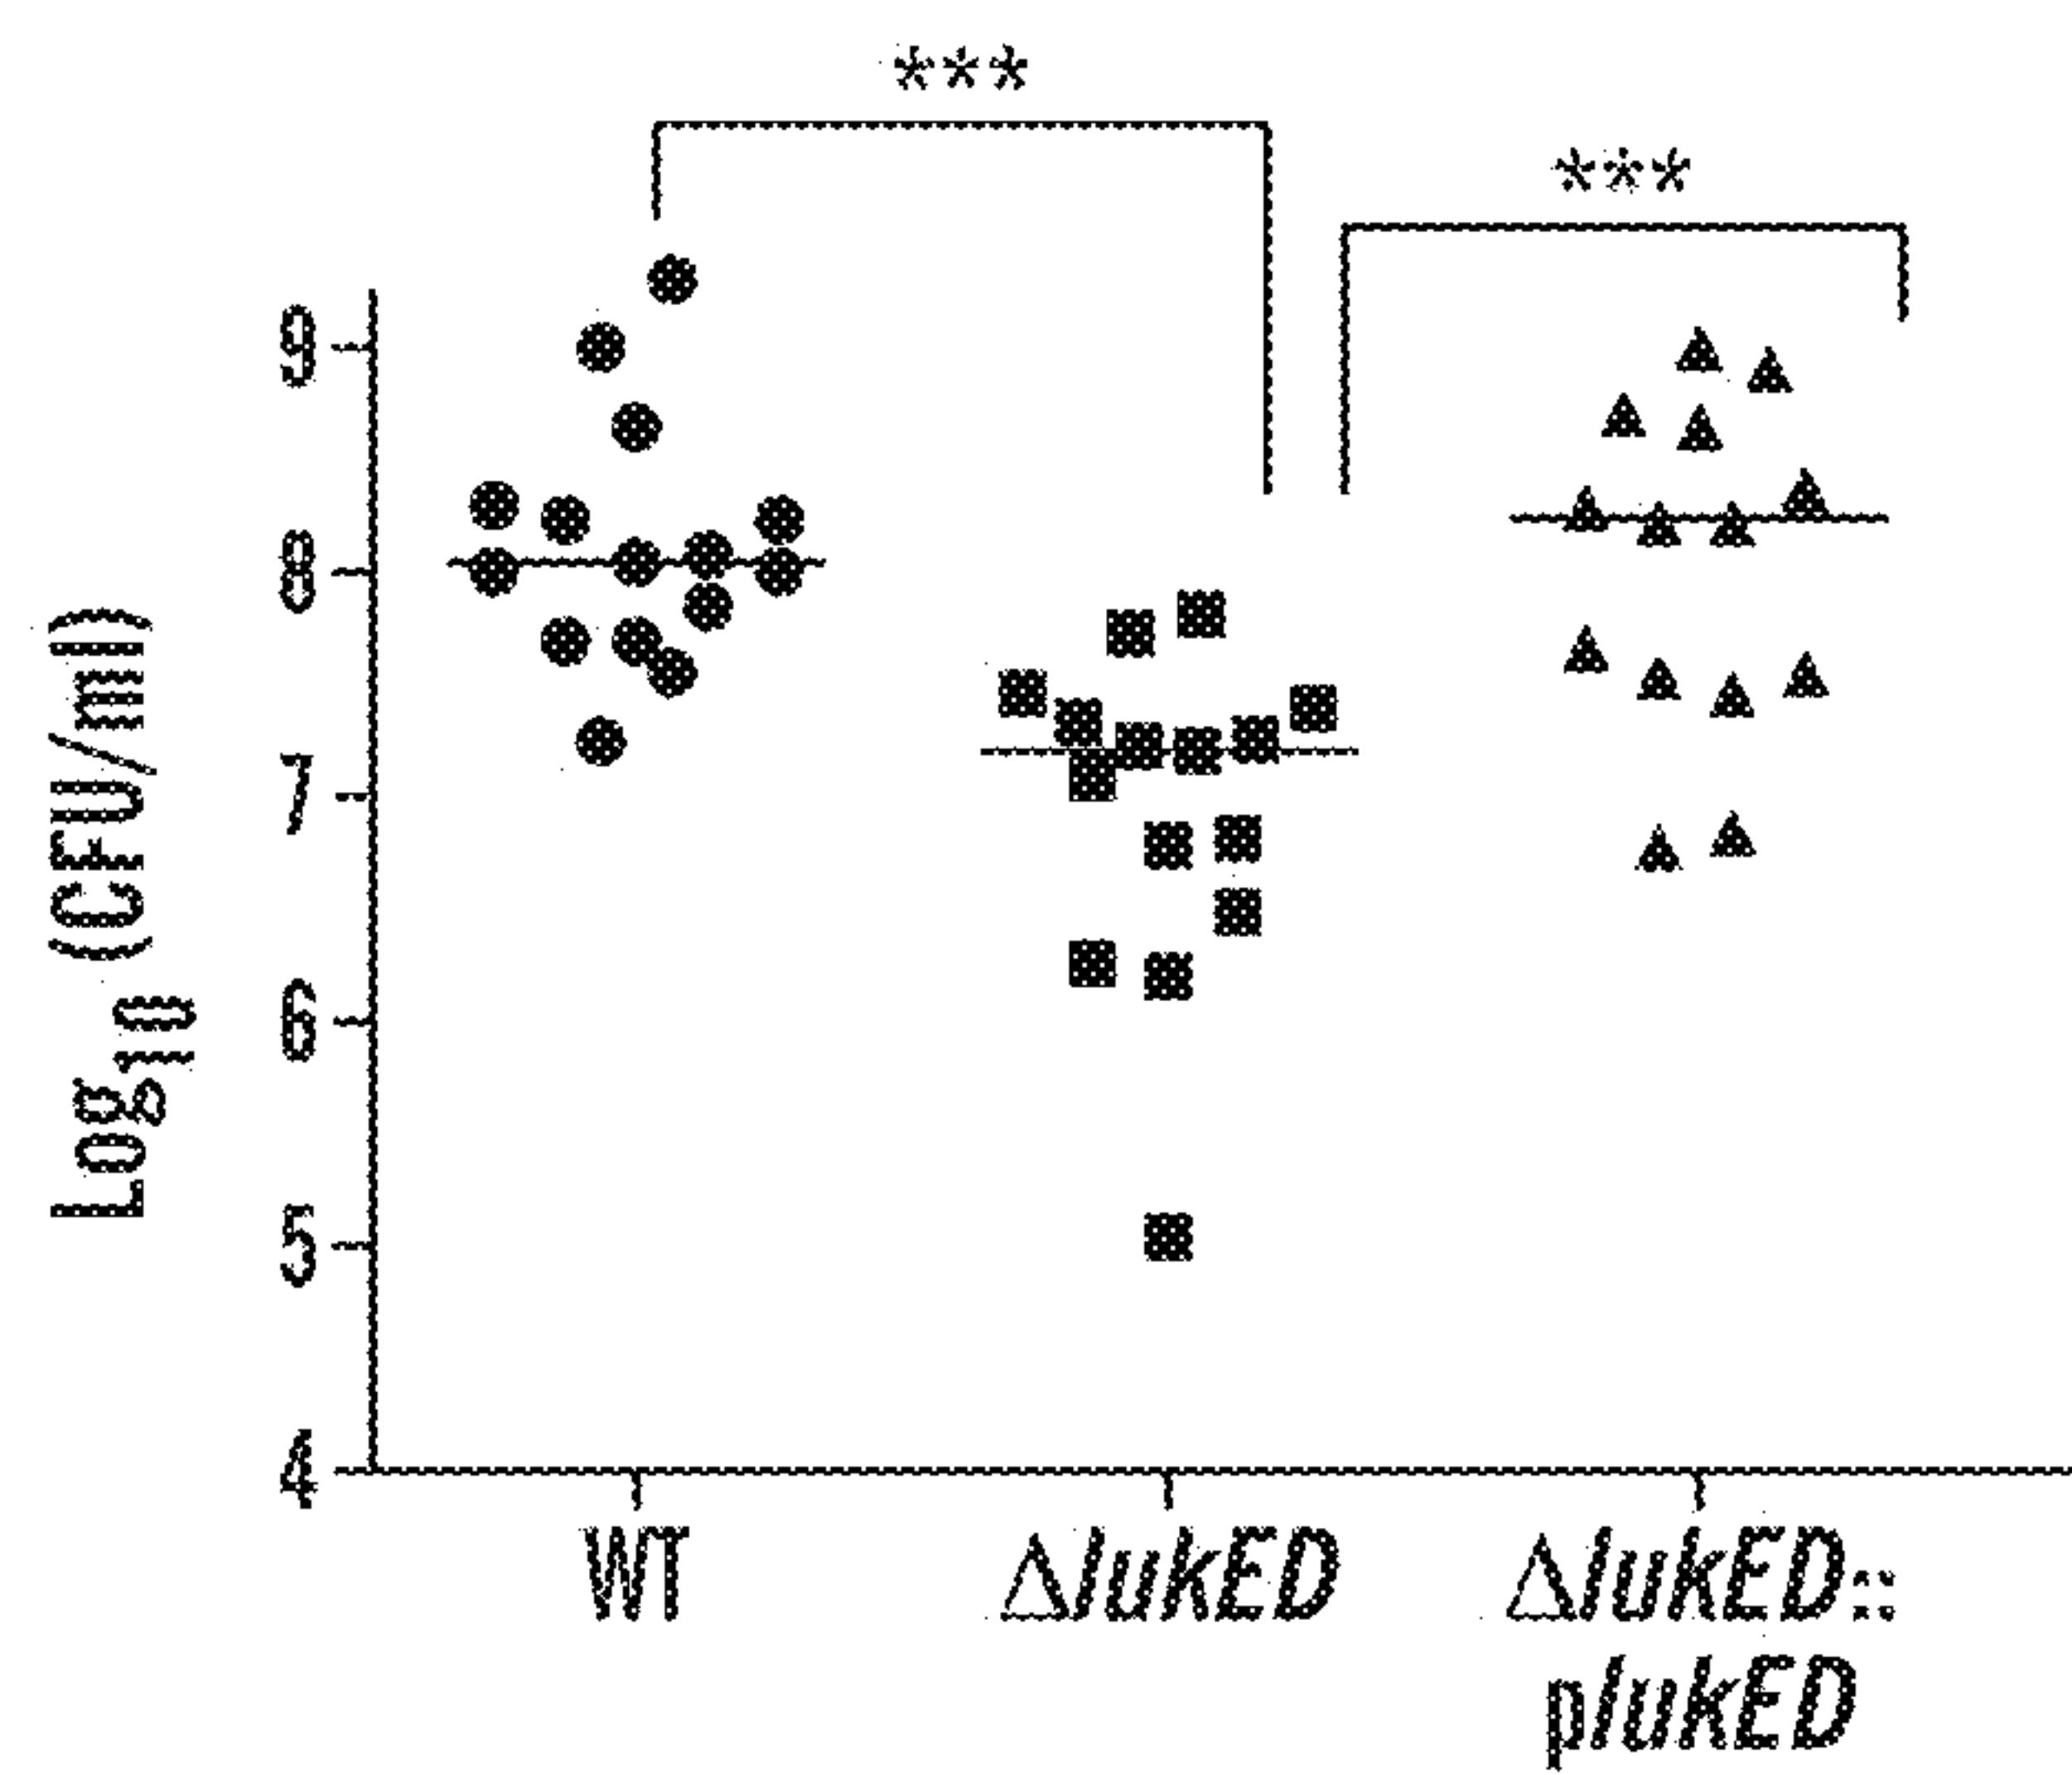 ***
***
9
8
7
6
5
4
Log10 (CFU/ml)
WT
ΔlukED
ΔlukED::
plukED